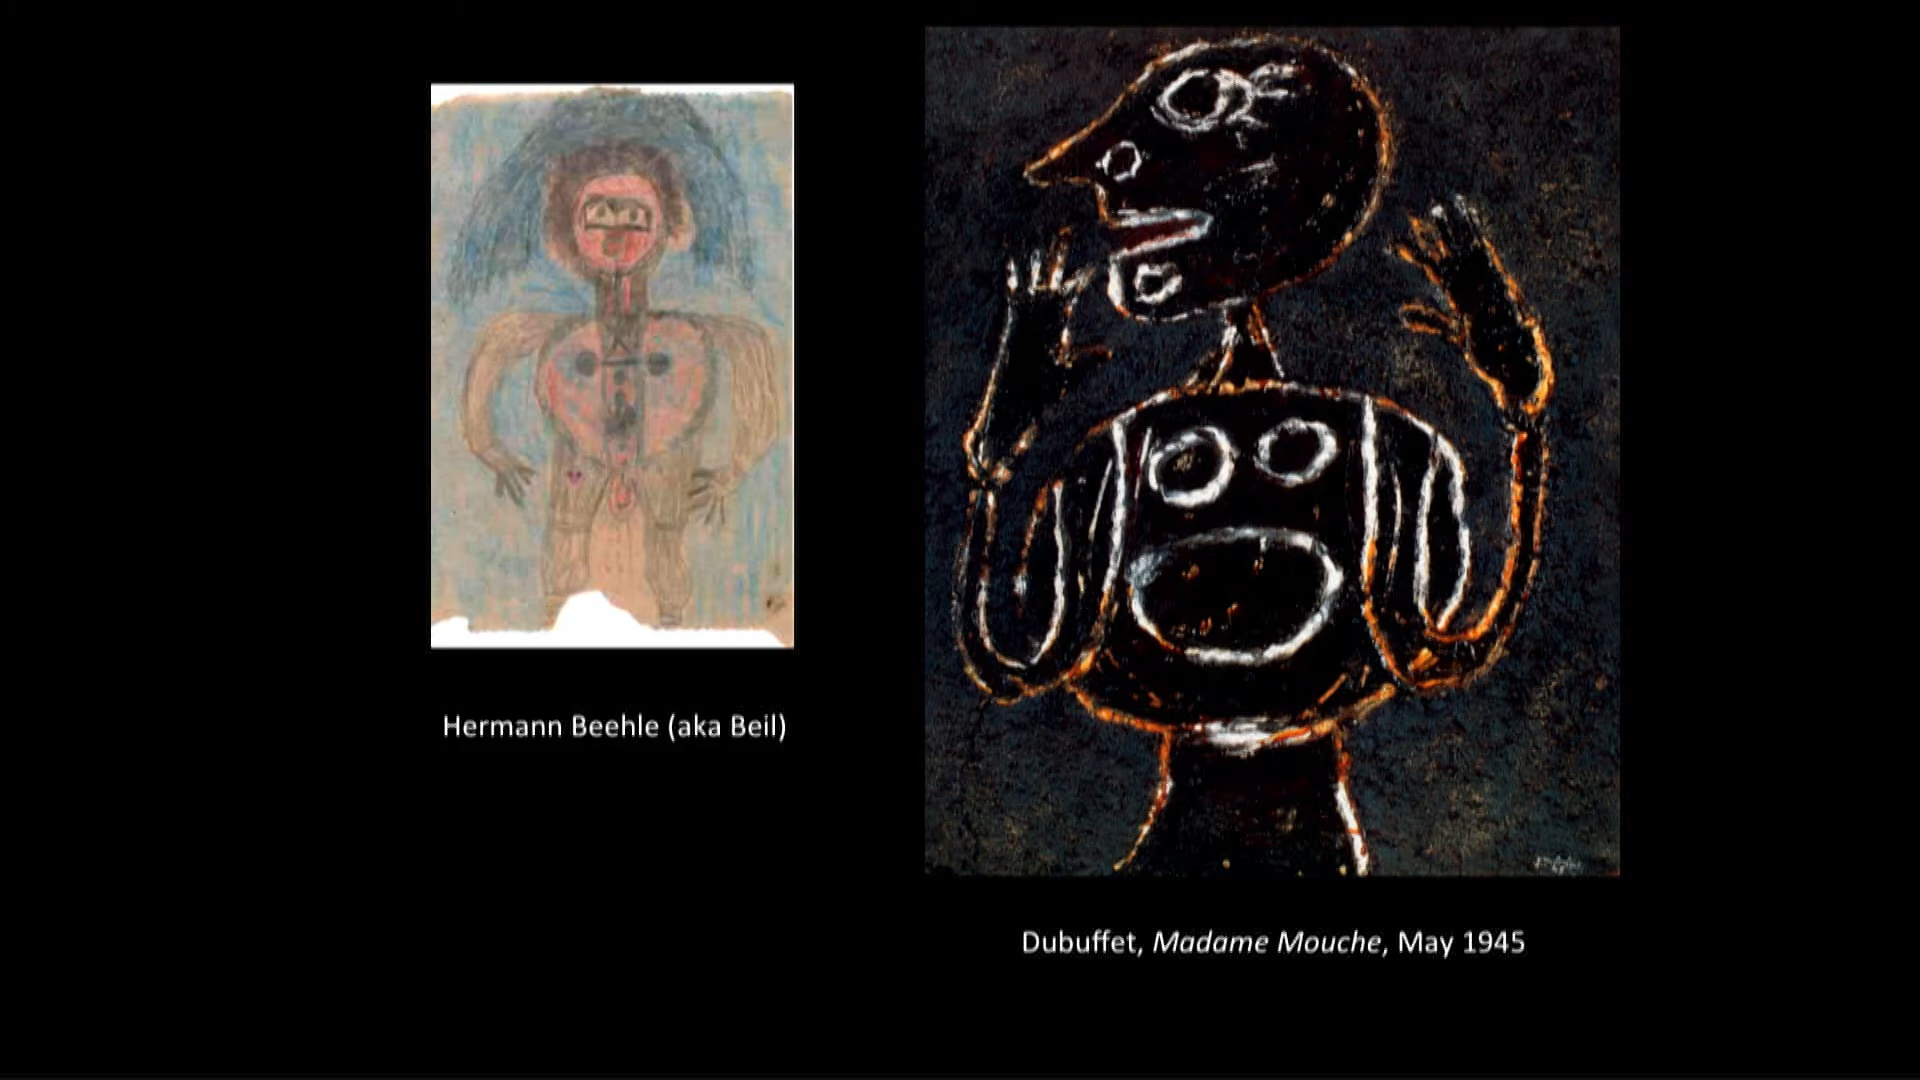 Hermann Beehle (aka Beil)
Dubuffet, Madame Mouche, May 1945